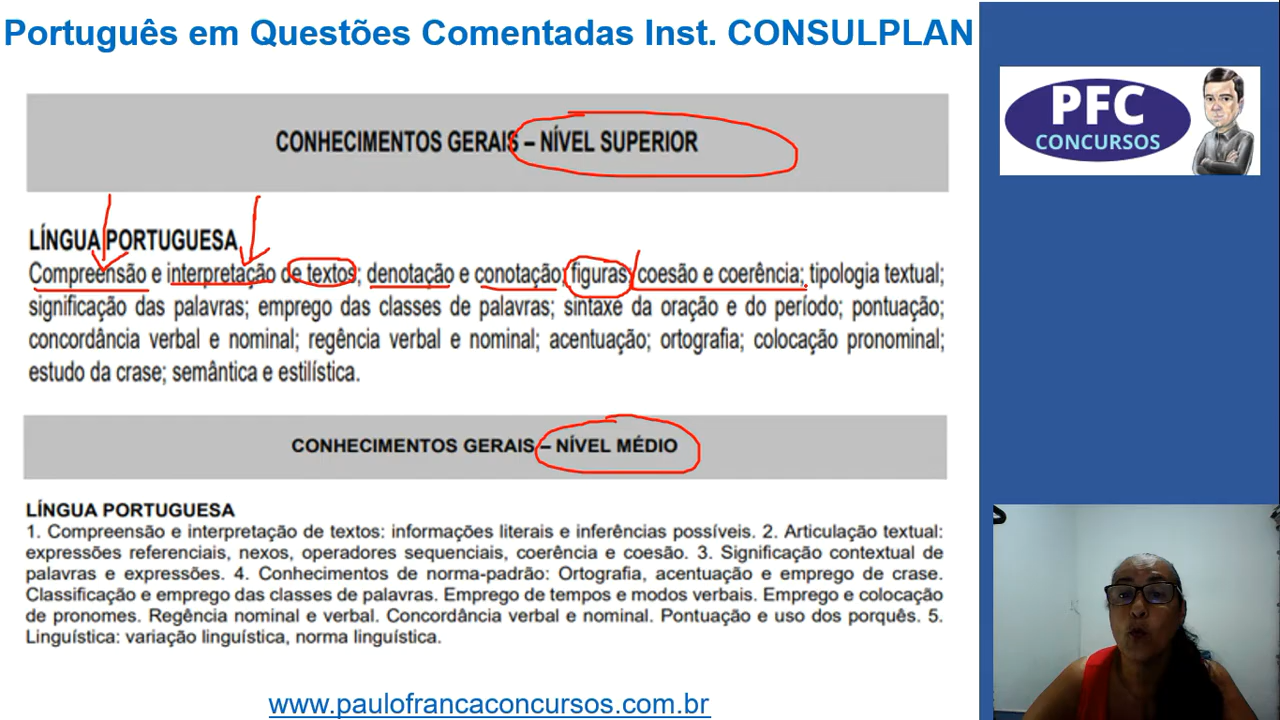 Português em Questões Comentadas Inst. CONSULPLAN
PFC
CONCURSOS
CONHECIMENTOS GERAIS – NÍVEL SUPERIOR
LÍNGUA PORTUGUESA
Compreensão e interpretação de textos; denotação e conotação; figuras; coesão e coerência; tipologia textual;
significação das palavras; emprego das classes de palavras; sintaxe da oração e do período; pontuação;
concordância verbal e nominal; regência verbal e nominal; acentuação; ortografia; colocação pronominal;
estudo da crase; semântica e estilística.
CONHECIMENTOS GERAIS – NÍVEL MÉDIO
LÍNGUA PORTUGUESA
1. Compreensão e interpretação de textos: informações literais e inferências possíveis. 2. Articulação textual:
expressões referenciais, nexos, operadores sequenciais, coerência e coesão. 3. Significação contextual de
palavras e expressões. 4. Conhecimentos de norma-padrão: Ortografia, acentuação e emprego de crase.
Classificação e emprego das classes de palavras. Emprego de tempos e modos verbais. Emprego e colocação
de pronomes. Regência nominal e verbal. Concordância verbal e nominal. Pontuação e uso dos porquês. 5.
Linguística: variação linguística, norma linguística.
www.paulofrancaconcursos.com.br